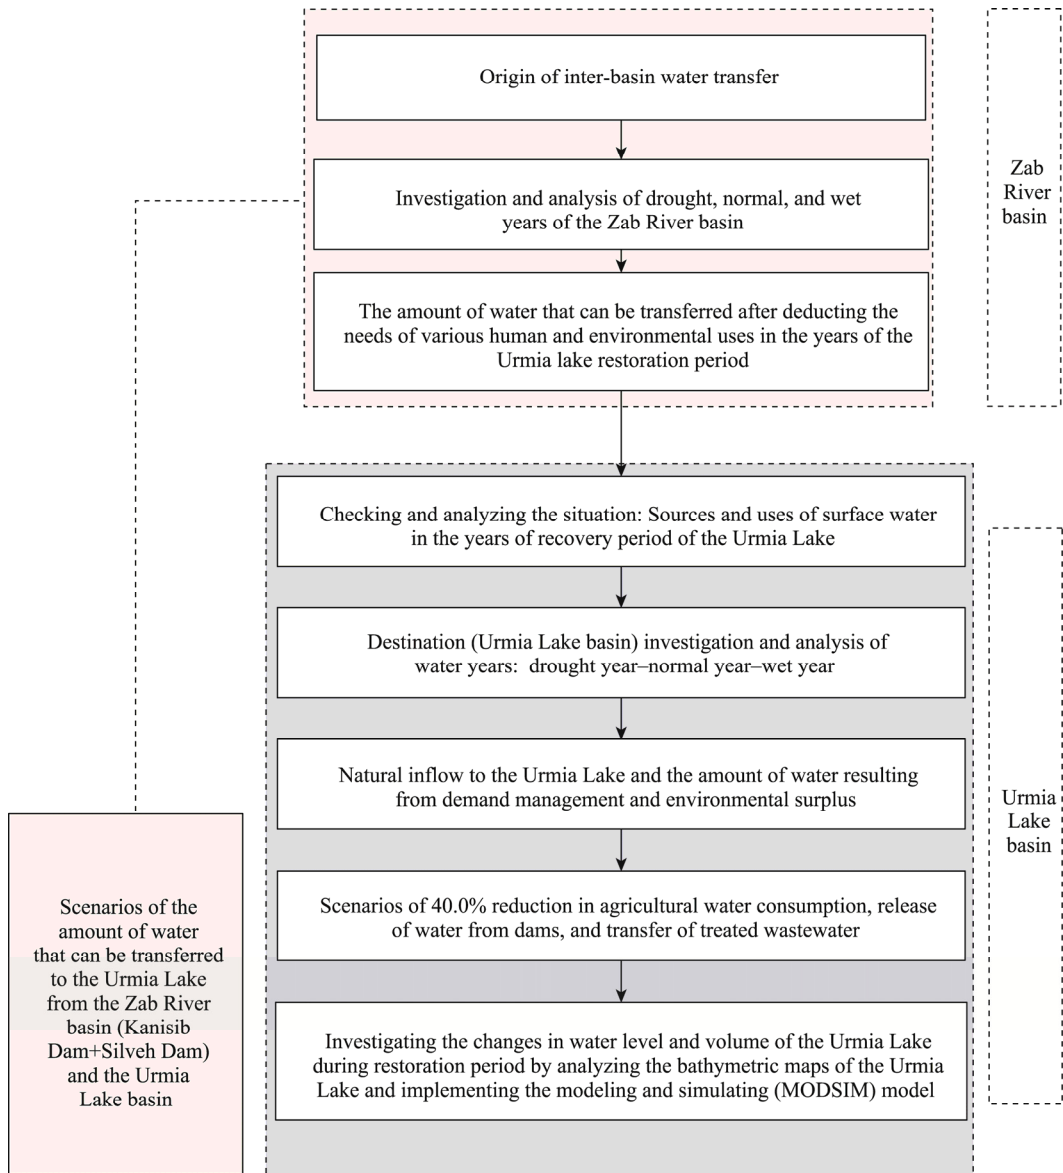 Origin of inter-basin water transfer
Investigation and analysis of drought, normal, and wet
years of the Zab River basin
The amount of water that can be transferred after deducting the
needs of various human and environmental uses in the years of the
Urmia lake restoration period
Zab
River
basin
Checking and analyzing the situation: Sources and uses of surface water
in the years of recovery period of the Urmia Lake
Destination (Urmia Lake basin) investigation and analysis of
water years: drought year–normal year–wet year
Natural inflow to the Urmia Lake and the amount of water resulting
from demand management and environmental surplus
Scenarios of 40.0% reduction in agricultural water consumption, release
of water from dams, and transfer of treated wastewater
Investigating the changes in water level and volume of the Urmia Lake
during restoration period by analyzing the bathymetric maps of the Urmia
Lake and implementing the modeling and simulating (MODSIM) model
Urmia
Lake
basin
Scenarios of the
amount of water
that can be transferred
to the Urmia Lake
from the Zab River
basin (Kanisib
Dam+Silveh Dam)
and the Urmia
Lake basin